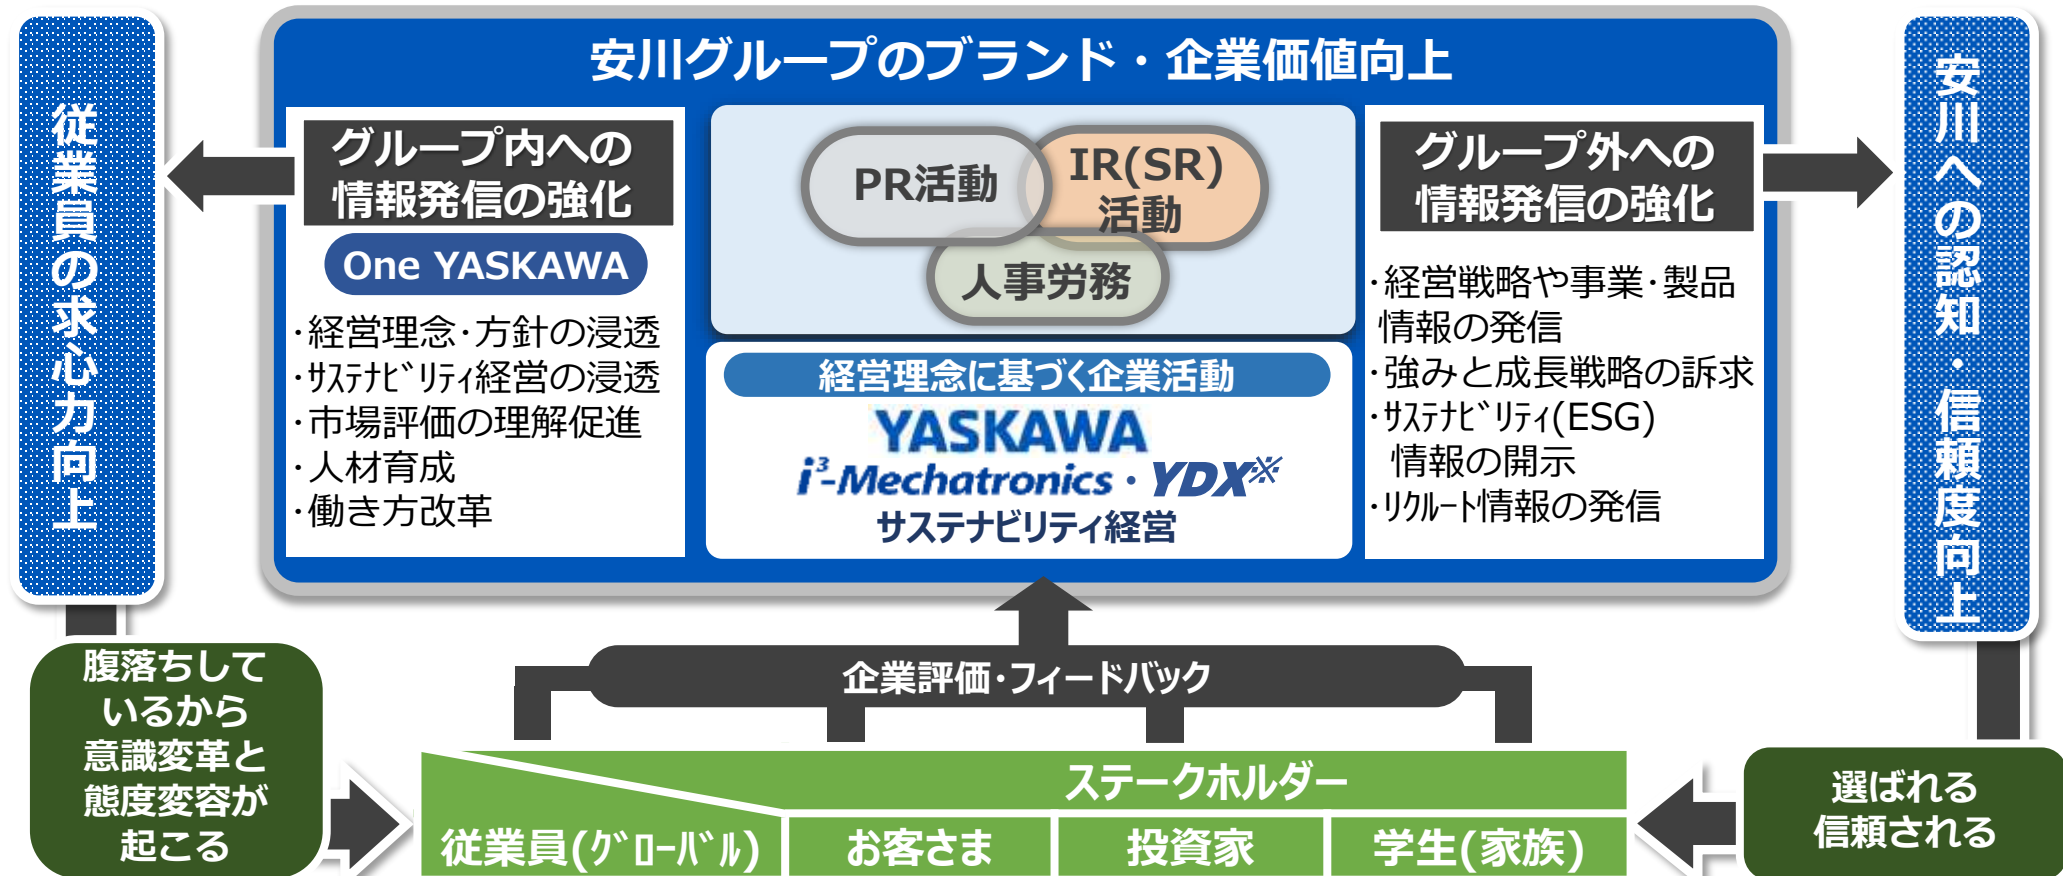 安川グループのブランド・企業価値向上
従業員の求心力向上
グループ内への
情報発信の強化
One YASKAWA
・経営理念・方針の浸透
・ｻｽﾃﾅﾋﾞﾘﾃｨ経営の浸透
・市場評価の理解促進
・人材育成
・働き方改革
PR活動
IR(SR)
活動
人事労務
経営理念に基づく企業活動
YASKAWA
i³-Mechatronics・YDX※
サステナビリティ経営
グループ外への
情報発信の強化
・経営戦略や事業・製品
情報の発信
・強みと成長戦略の訴求
・ｻｽﾃﾅﾋﾞﾘﾃｨ(ESG)
情報の開示
・ﾘｸﾙｰﾄ情報の発信
安川への認知・信頼度向上
企業評価・フィードバック
腹落ちして
いるから
意識変革と
態度変容が
起こる
ステークホルダー
従業員(ｸﾞﾛｰﾊﾞﾙ)
お客さま
投資家
学生(家族)
選ばれる
信頼される